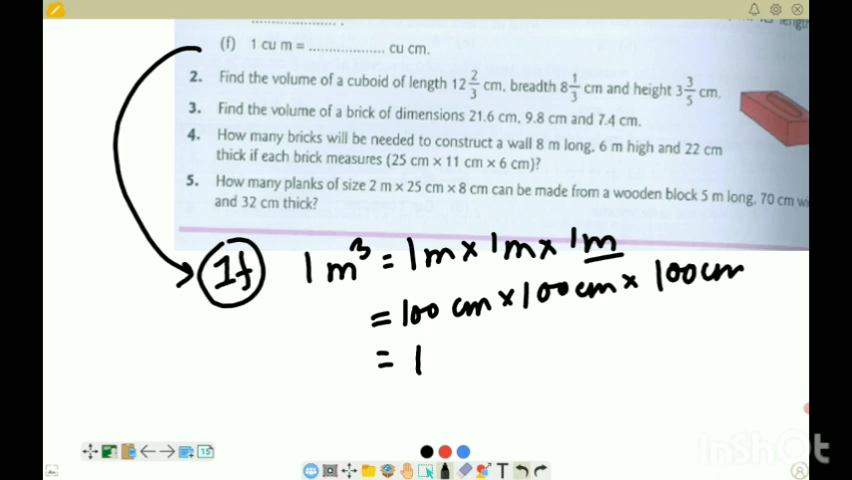 (f) 1 cu m = .................... cu cm.
2. Find the volume of a cuboid of length 12 2/3 cm, breadth 8 1/3 cm and height 3 3/5 cm.
3. Find the volume of a brick of dimensions 21.6 cm, 9.8 cm and 7.4 cm.
4. How many bricks will be needed to construct a wall 8 m long, 6 m high and 22 cm
thick if each brick measures (25 cm × 11 cm × 6 cm)?
5. How many planks of size 2 m × 25 cm × 8 cm can be made from a wooden block 5 m long, 70 cm
and 32 cm thick?
1f 1 m³ = 1m × 1m × 1m
= 100 cm × 100 cm × 100 cm
= 1
15
T
InShOt